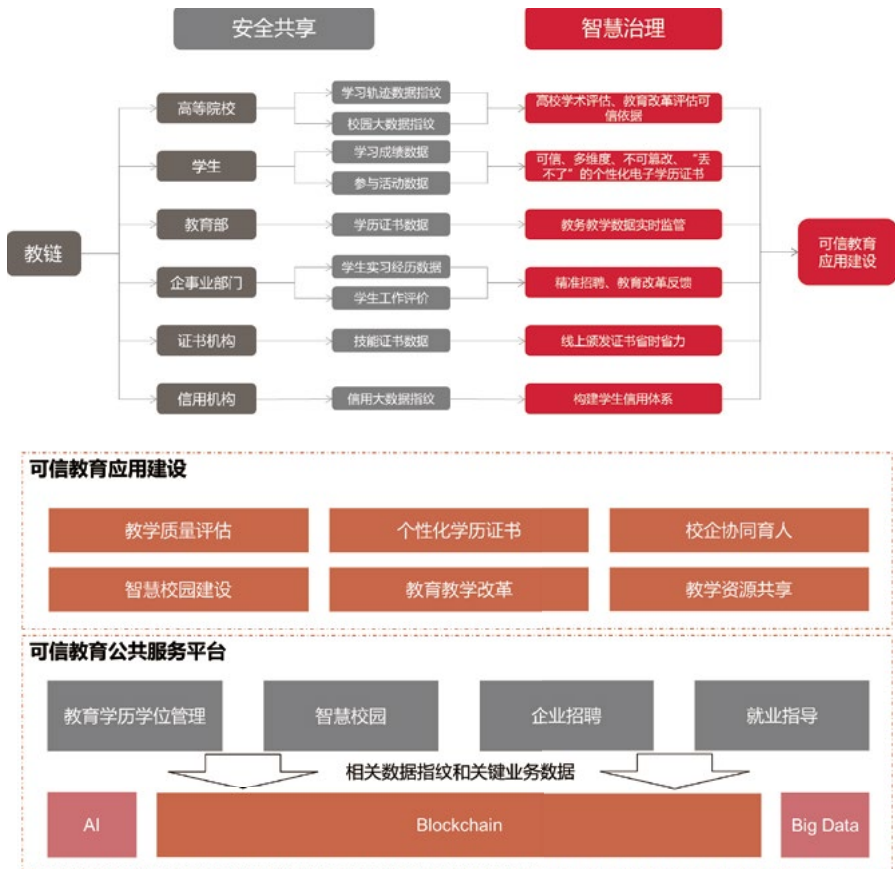 安全共享
智慧治理
教链
高等院校
学习轨迹数据指纹
校园大数据指纹
高校学术评估、教育改革评估可
信依据
学生
学习成绩数据
参与活动数据
可信、多维度、不可篡改、“丢
不了”的个性化电子学历证书
教育部
学历证书数据
教务教学数据实时监管
企事业部门
学生实习经历数据
学生工作评价
精准招聘、教育改革反馈
证书机构
技能证书数据
线上颁发证书省时省力
信用机构
信用大数据指纹
构建学生信用体系
可信教育
应用建设
可信教育应用建设
教学质量评估
个性化学历证书
校企协同育人
智慧校园建设
教育教学改革
教学资源共享
可信教育公共服务平台
教育学历学位管理
智慧校园
企业招聘
就业指导
相关数据指纹和关键业务数据
AI
Blockchain
Big Data